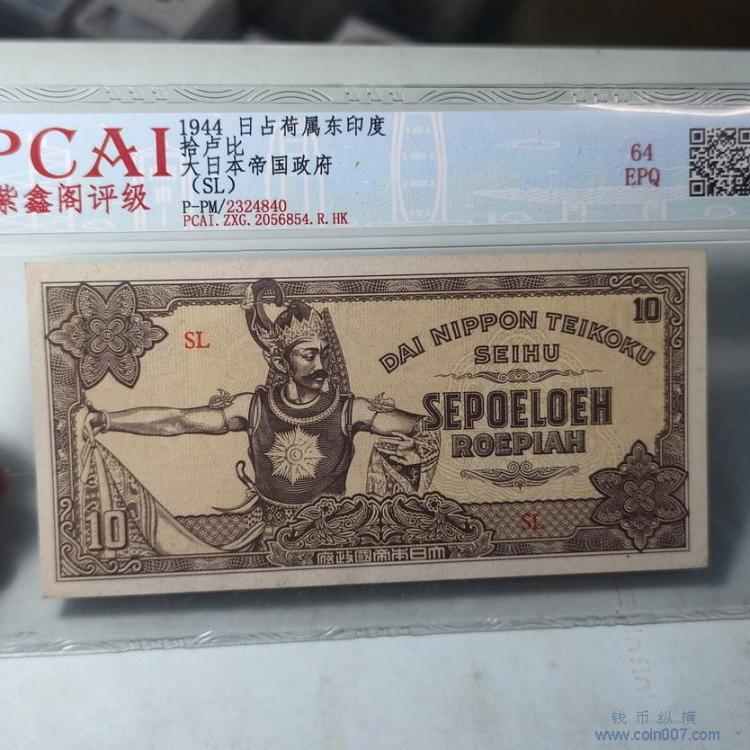 PCAI
紫鑫阁评级
1944 日占荷属东印度
拾卢比
大日本帝国政府
（SL）
P-PM/2324840
PCAI.ZXG.2056854.R.HK
64
EPQ
SL
10
DAI NIPPON TEIKOKU
SEIHU
SEPOELOEH
ROEPIAH
10
SL
府政國帝本日大
钱币纵横
www.coin007.com